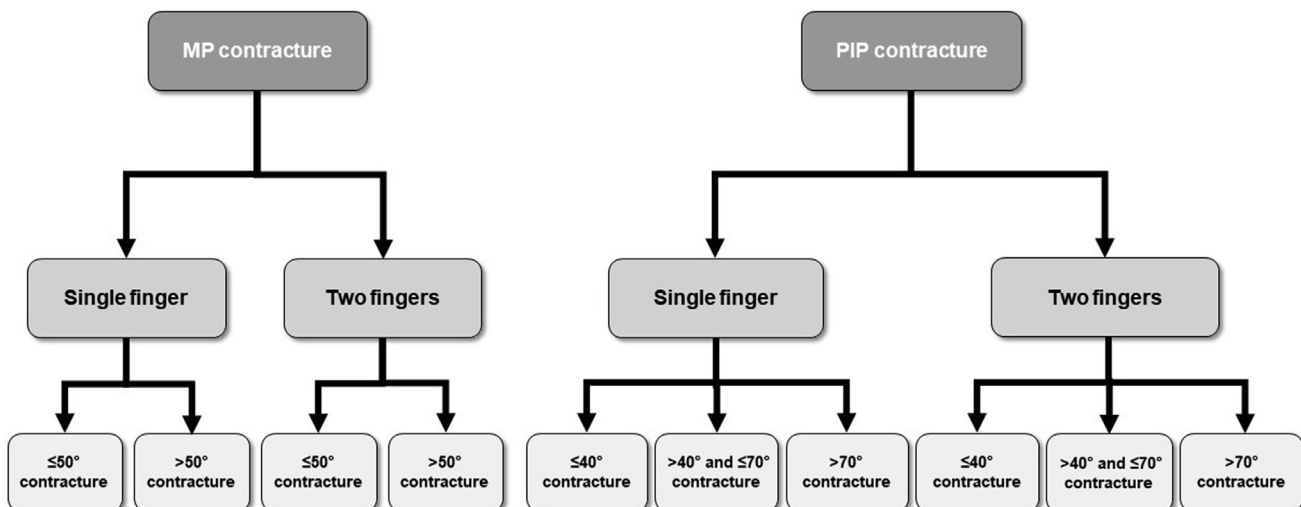 MP contracture
PIP contracture
Single finger
Two fingers
Single finger
Two fingers
≤50°
contracture
>50°
contracture
≤50°
contracture
>50°
contracture
≤40°
contracture
>40° and ≤70°
contracture
>70°
contracture
≤40°
contracture
>40° and ≤70°
contracture
>70°
contracture